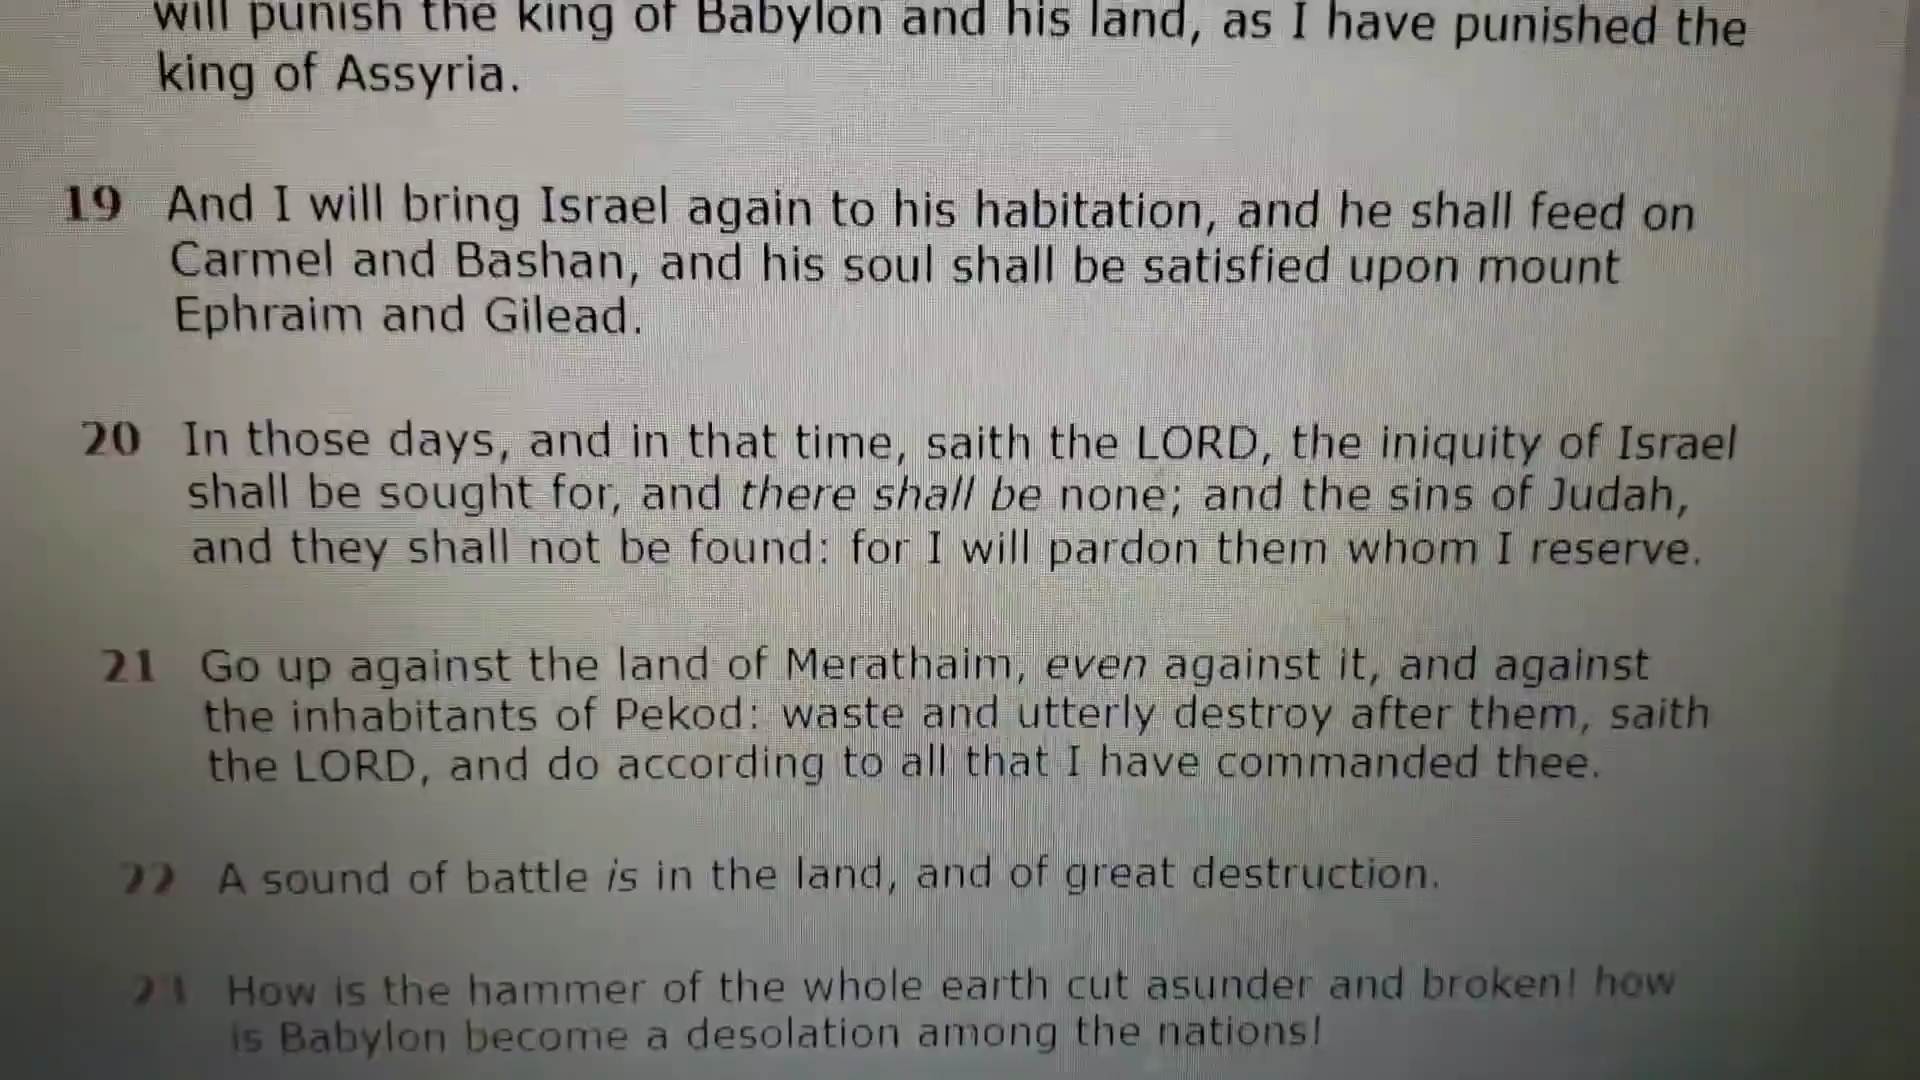 will punish the king of Babylon and his land, as I have punished the
king of Assyria.
19 And I will bring Israel again to his habitation, and he shall feed on
Carmel and Bashan, and his soul shall be satisfied upon mount
Ephraim and Gilead.
20 In those days, and in that time, saith the LORD, the iniquity of Israel
shall be sought for, and there shall be none; and the sins of Judah,
and they shall not be found: for I will pardon them whom I reserve.
21 Go up against the land of Merathaim, even against it, and against
the inhabitants of Pekod: waste and utterly destroy after them, saith
the LORD, and do according to all that I have commanded thee.
22 A sound of battle is in the land, and of great destruction.
23 How is the hammer of the whole earth cut asunder and broken! how
is Babylon become a desolation among the nations!